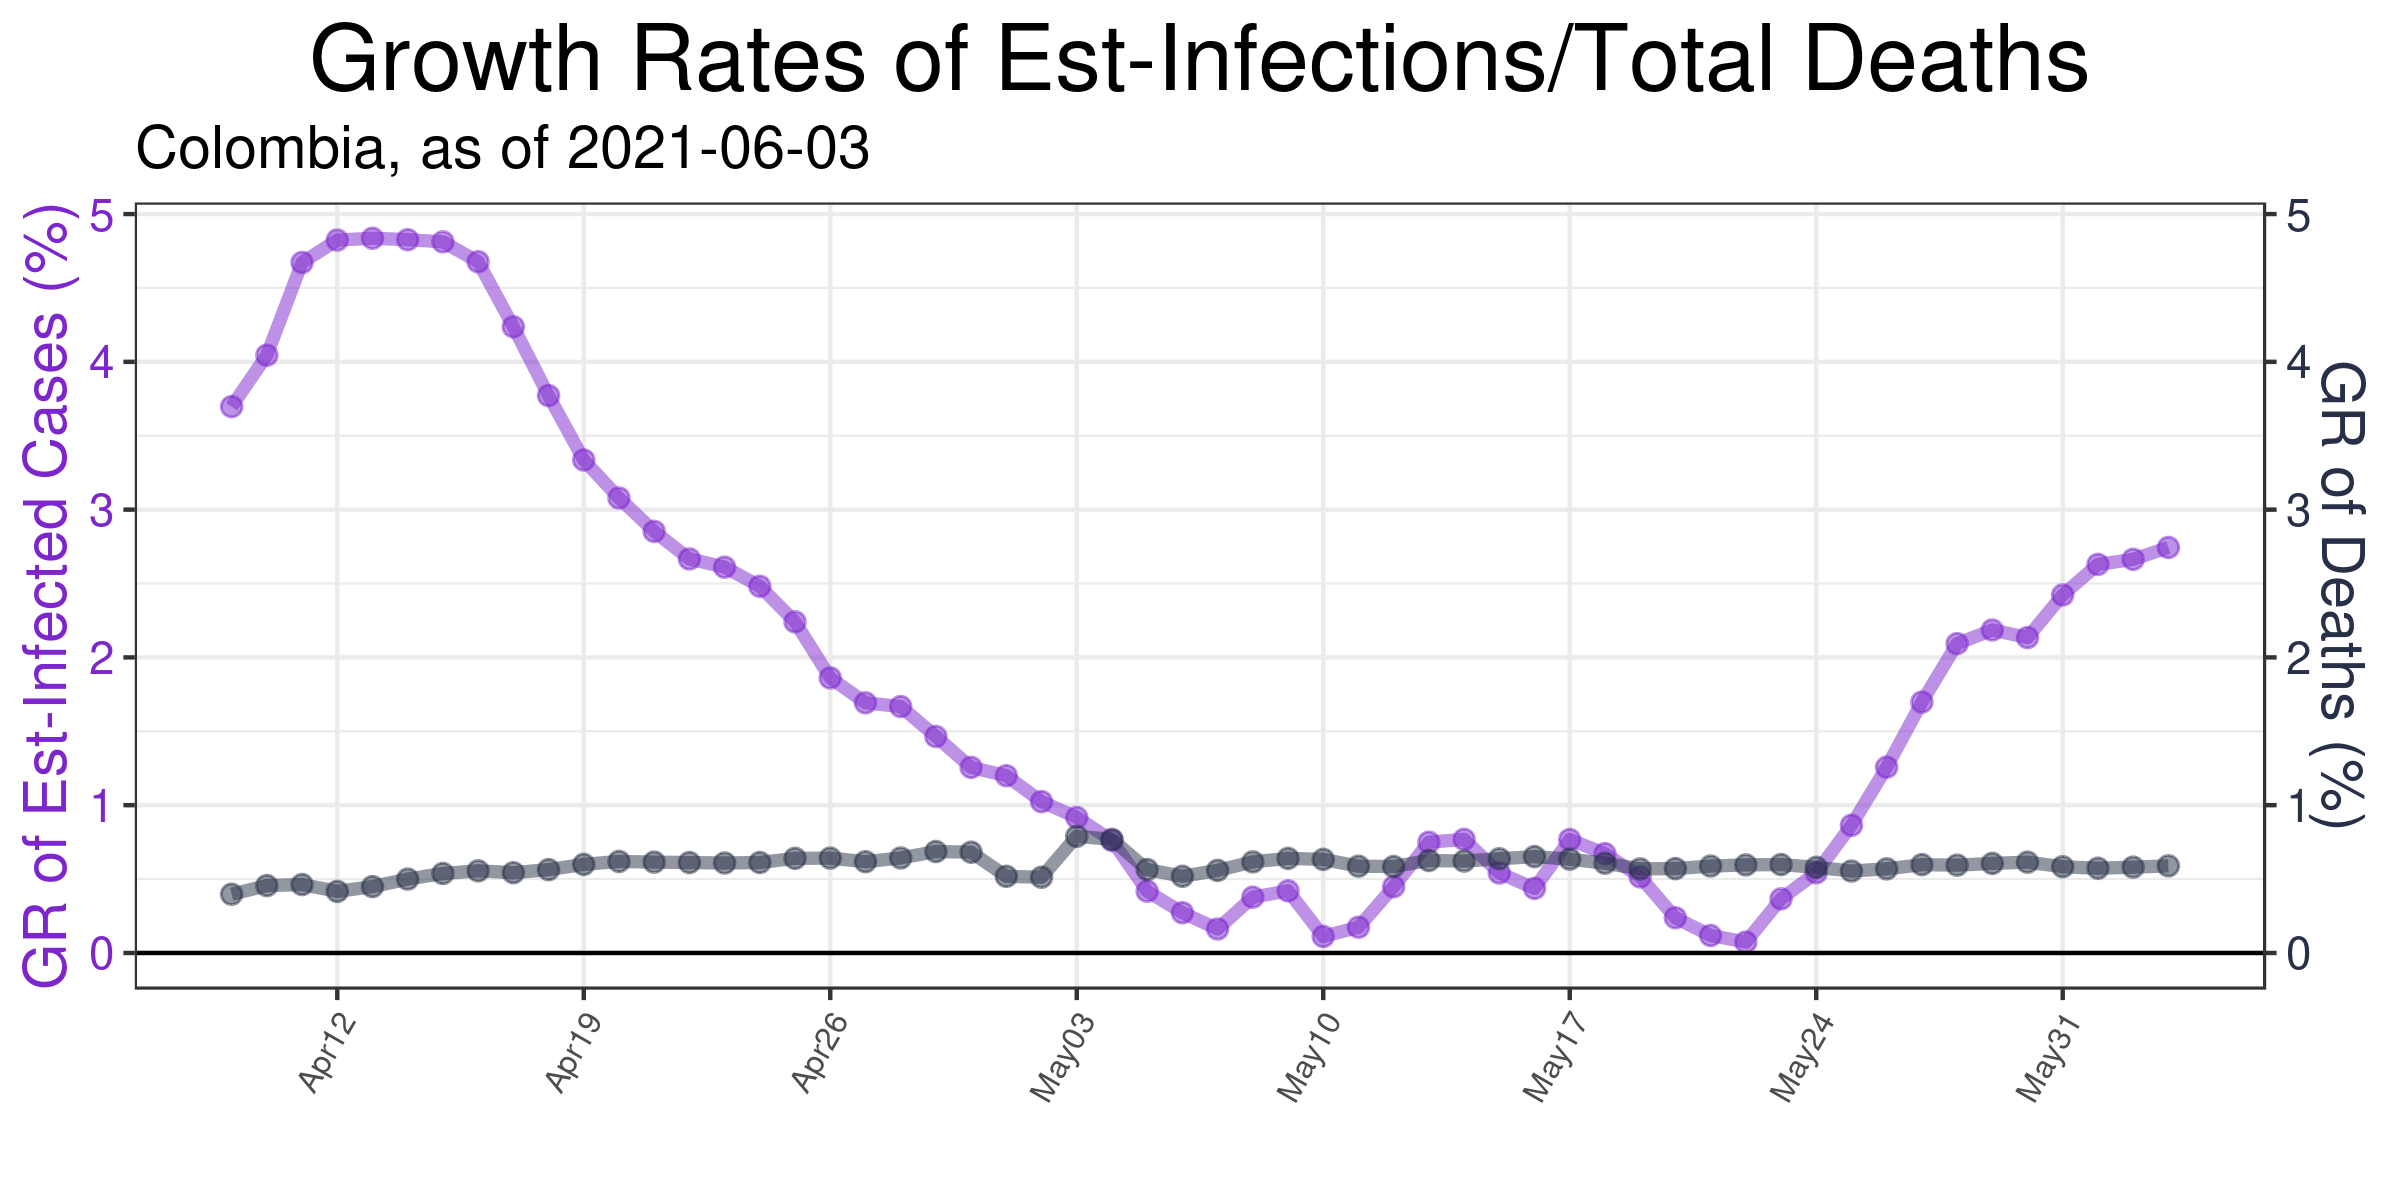 Growth Rates of Est-Infections/Total Deaths
Colombia, as of 2021-06-03
GR of Est-Infected Cases (%)
5
4
3
2
1
0
5
4
3
2
1
0
GR of Deaths (%)
Apr12
Apr19
Apr26
May03
May10
May17
May24
May31